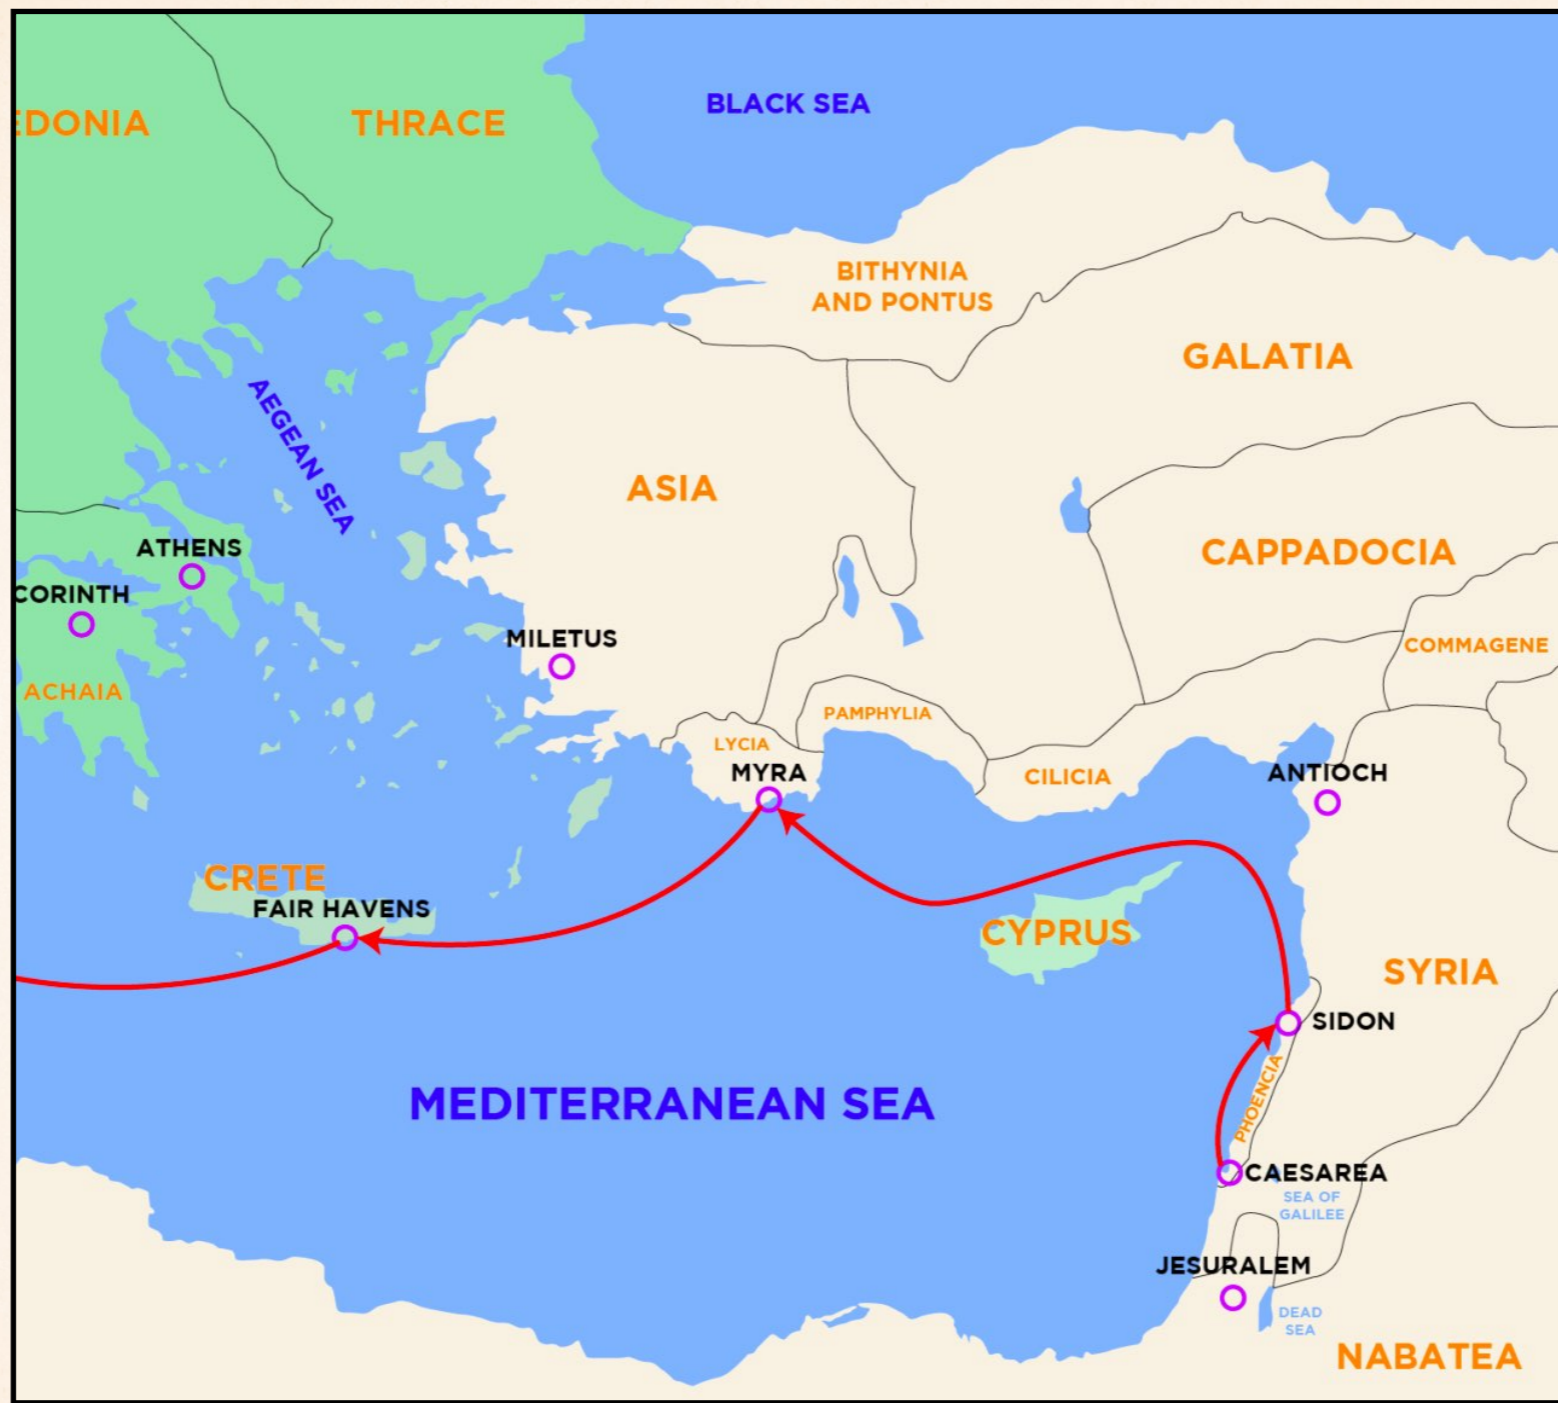 BLACK SEA
EDONIA
THRACE
BITHYNIA
AND PONTUS
GALATIA
AEGEAN SEA
ASIA
ATHENS
CAPPADOCIA
CORINTH
MILETUS
COMMAGENE
ACHAIA
PAMPHYLIA
LYCIA
MYRA
CILICIA
ANTIOCH
CRETE
FAIR HAVENS
CYPRUS
SYRIA
SIDON
MEDITERRANEAN SEA
PHOENCIA
CAESAREA
SEA OF
GALILEE
JESURALEM
DEAD
SEA
NABATEA